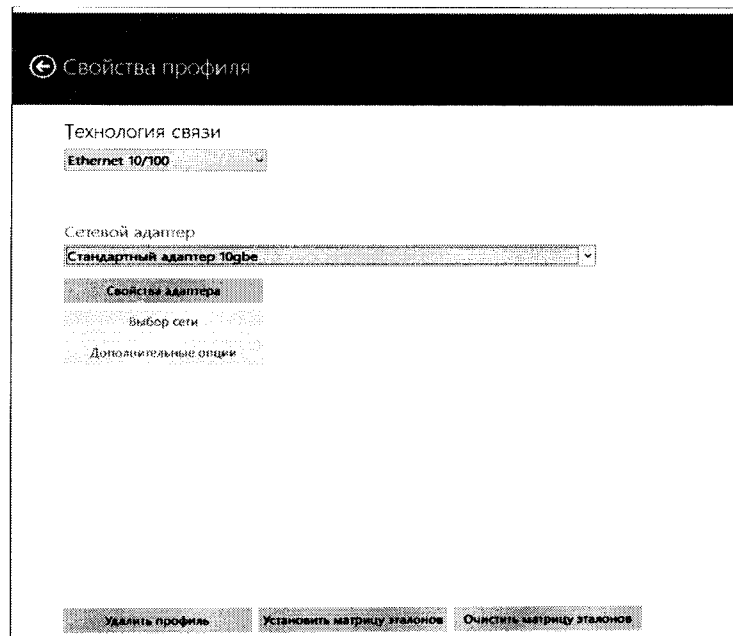 Свойства профиля
Технология связи
Ethernet 10/100
Сетевой адаптер
Стандартный адаптер 10gbe
Свойства адаптера
Выбор сети
Дополнительные опции
Удалить профиль Установить матрицу эталонов Очистить матрицу эталонов